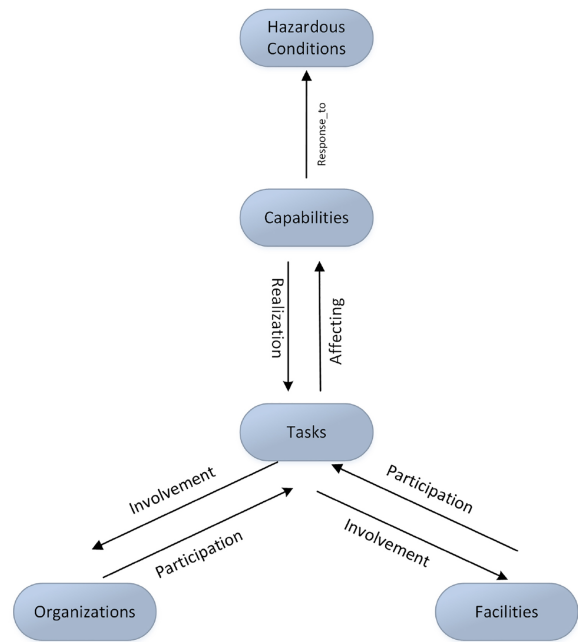 Hazardous
Conditions
Response_to
Capabilities
Realization
Affecting
Tasks
Involvement
Participation
Participation
Involvement
Organizations
Facilities